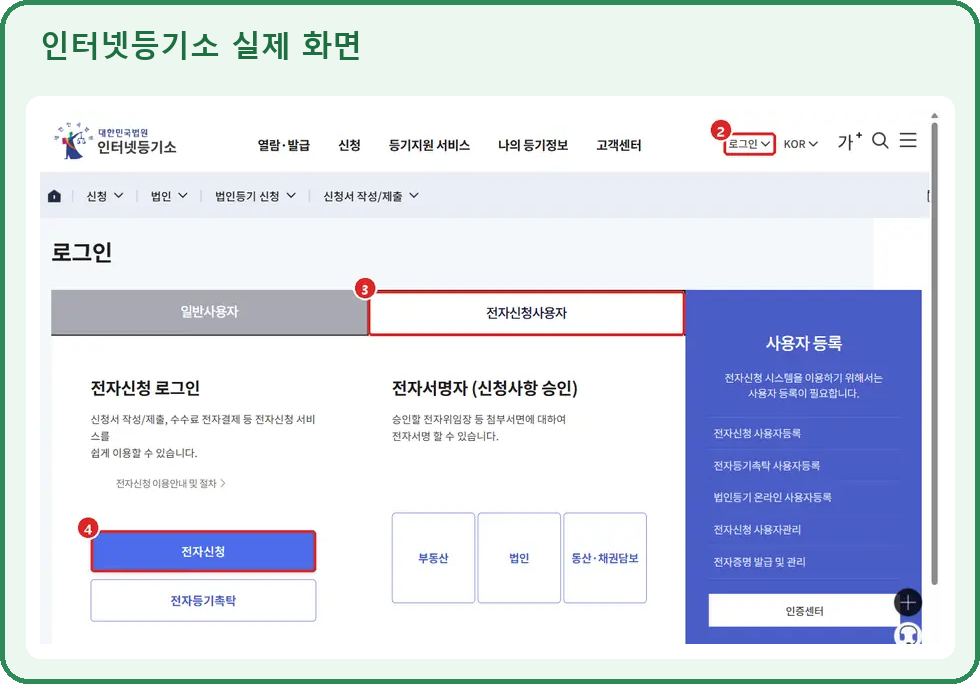 인터넷등기소 실제 화면
대한민국법원
인터넷등기소
열람·발급 신청 등기지원 서비스 나의 등기정보 고객센터
2
로그인 KOR 가+
신청 법인 법인등기 신청 신청서 작성/제출
로그인
일반사용자
3
전자신청사용자
전자신청 로그인
신청서 작성/제출, 수수료 전자결제 등 전자신청 서비
스를
쉽게 이용할 수 있습니다.
전자신청 이용안내 및 절차
4
전자신청
전자등기촉탁
전자서명자 (신청사항 승인)
승인할 전자위임장 등 첨부서면에 대하여
전자서명 할 수 있습니다.
부동산 법인 동산·채권담보
사용자 등록
전자신청 시스템을 이용하기 위해서는
사용자 등록이 필요합니다.
전자신청 사용자등록
전자등기촉탁 사용자등록
법인등기 온라인 사용자등록
전자신청 사용자관리
전자증명 발급 및 관리
인증센터